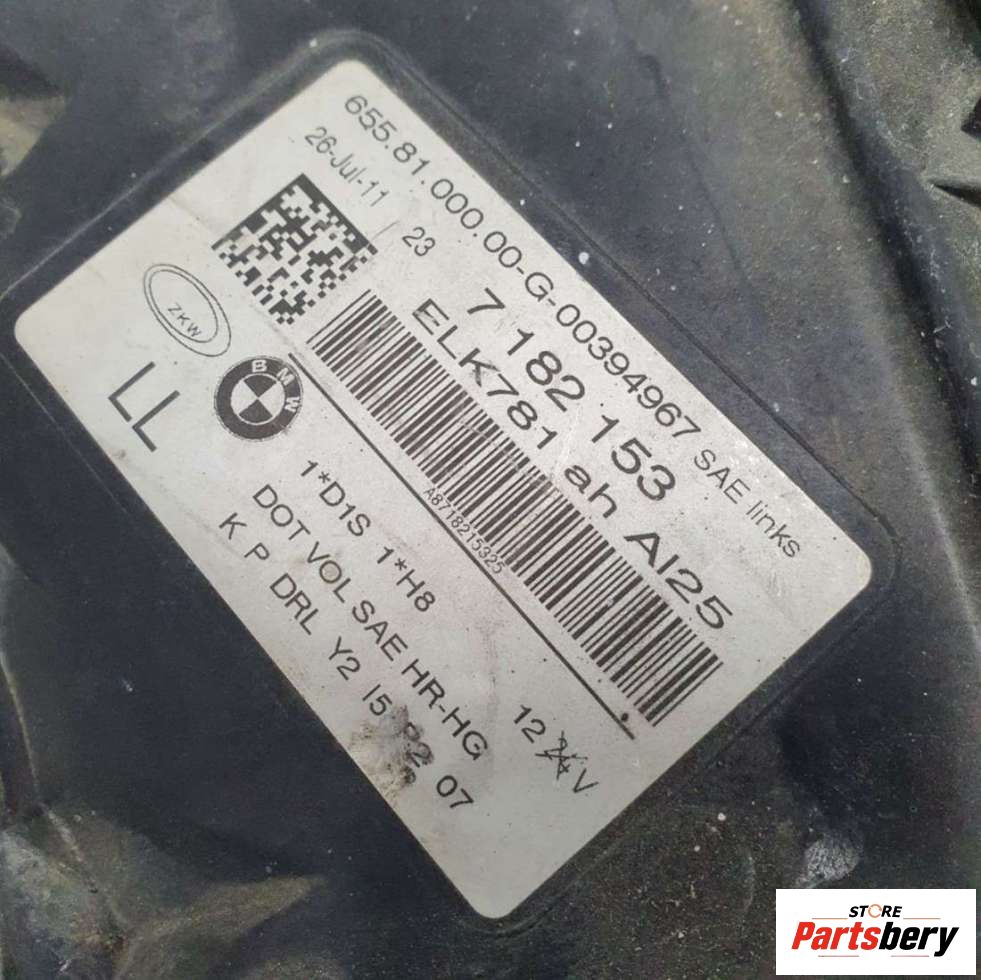 655.81.000.00-G-00394967 SAE links
26-Jul-11 / 23
7 182 153
ELK781 ah AI25
A8718215325
ZKW
BMW
LL
1*D1S 1*H8
12 24 V
DOT VOL SAE HR-HG
K P DRL Y2 I5 P2 07
STORE
Partsbery